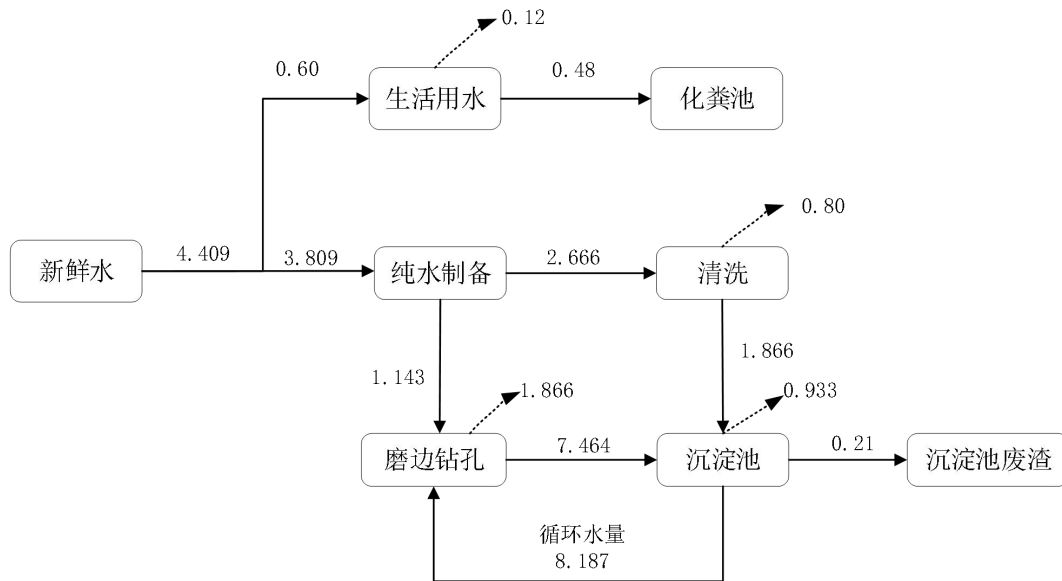 0.12
0.60
生活用水
0.48
化粪池
0.80
新鲜水
4.409
3.809
纯水制备
2.666
清洗
1.143
1.866
1.866
0.933
磨边钻孔
7.464
沉淀池
0.21
沉淀池废渣
循环水量
8.187